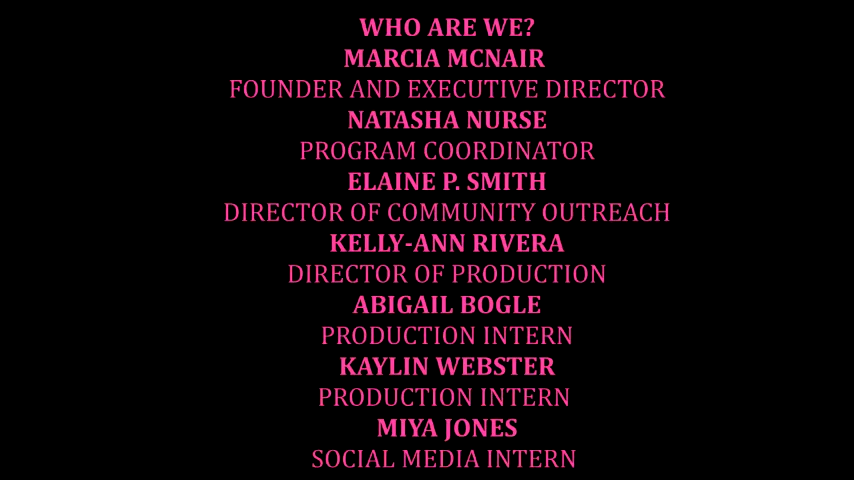 WHO ARE WE?
MARCIA MCNAIR
FOUNDER AND EXECUTIVE DIRECTOR
NATASHA NURSE
PROGRAM COORDINATOR
ELAINE P. SMITH
DIRECTOR OF COMMUNITY OUTREACH
KELLY-ANN RIVERA
DIRECTOR OF PRODUCTION
ABIGAIL BOGLE
PRODUCTION INTERN
KAYLIN WEBSTER
PRODUCTION INTERN
MIYA JONES
SOCIAL MEDIA INTERN